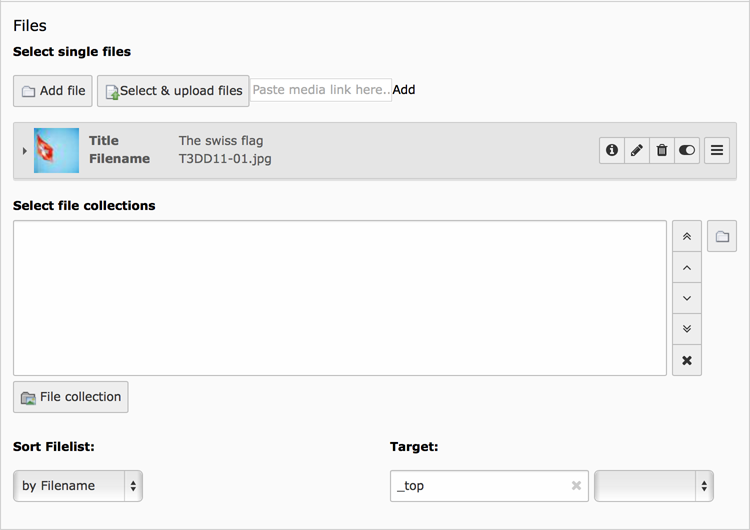 Files
Select single files
Add file Select & upload files Paste media link here.. Add
Title The swiss flag
Filename T3DD11-01.jpg
Select file collections
File collection
Sort Filelist: Target:
by Filename _top